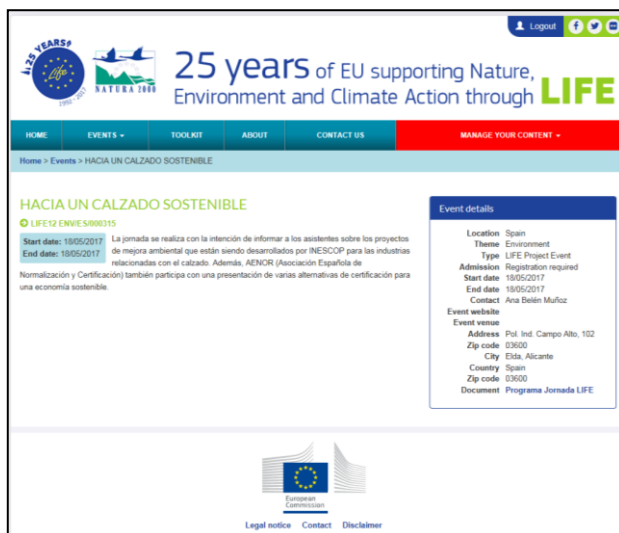 Logout
25 YEARS!
Life
1992 - 2017
NATURA 2000
25 years of EU supporting Nature,
Environment and Climate Action through LIFE
HOME EVENTS TOOLKIT ABOUT CONTACT US MANAGE YOUR CONTENT
Home > Events > HACIA UN CALZADO SOSTENIBLE
HACIA UN CALZADO SOSTENIBLE
LIFE12 ENV/ES/000315
Start date: 18/05/2017
End date: 18/05/2017
La jornada se realiza con la intención de informar a los asistentes sobre los proyectos
de mejora ambiental que están siendo desarrollados por INESCOP para las industrias
relacionadas con el calzado. Además, AENOR (Asociación Española de
Normalización y Certificación) también participa con una presentación de varias alternativas de certificación para
una economía sostenible.
Event details
Location Spain
Theme Environment
Type LIFE Project Event
Admission Registration required
Start date 18/05/2017
End date 18/05/2017
Contact Ana Belén Muñoz
Event website
Event venue
Address Pol. Ind. Campo Alto, 102
Zip code 03600
City Elda, Alicante
Country Spain
Zip code 03600
Document Programa Jornada LIFE
European
Commission
Legal notice Contact Disclaimer